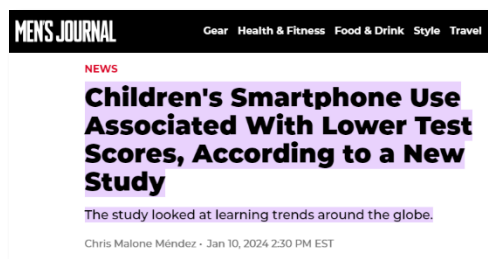 MEN'S JOURNAL
Gear Health & Fitness Food & Drink Style Travel
NEWS
Children's Smartphone Use
Associated With Lower Test
Scores, According to a New
Study
The study looked at learning trends around the globe.
Chris Malone Méndez • Jan 10, 2024 2:30 PM EST